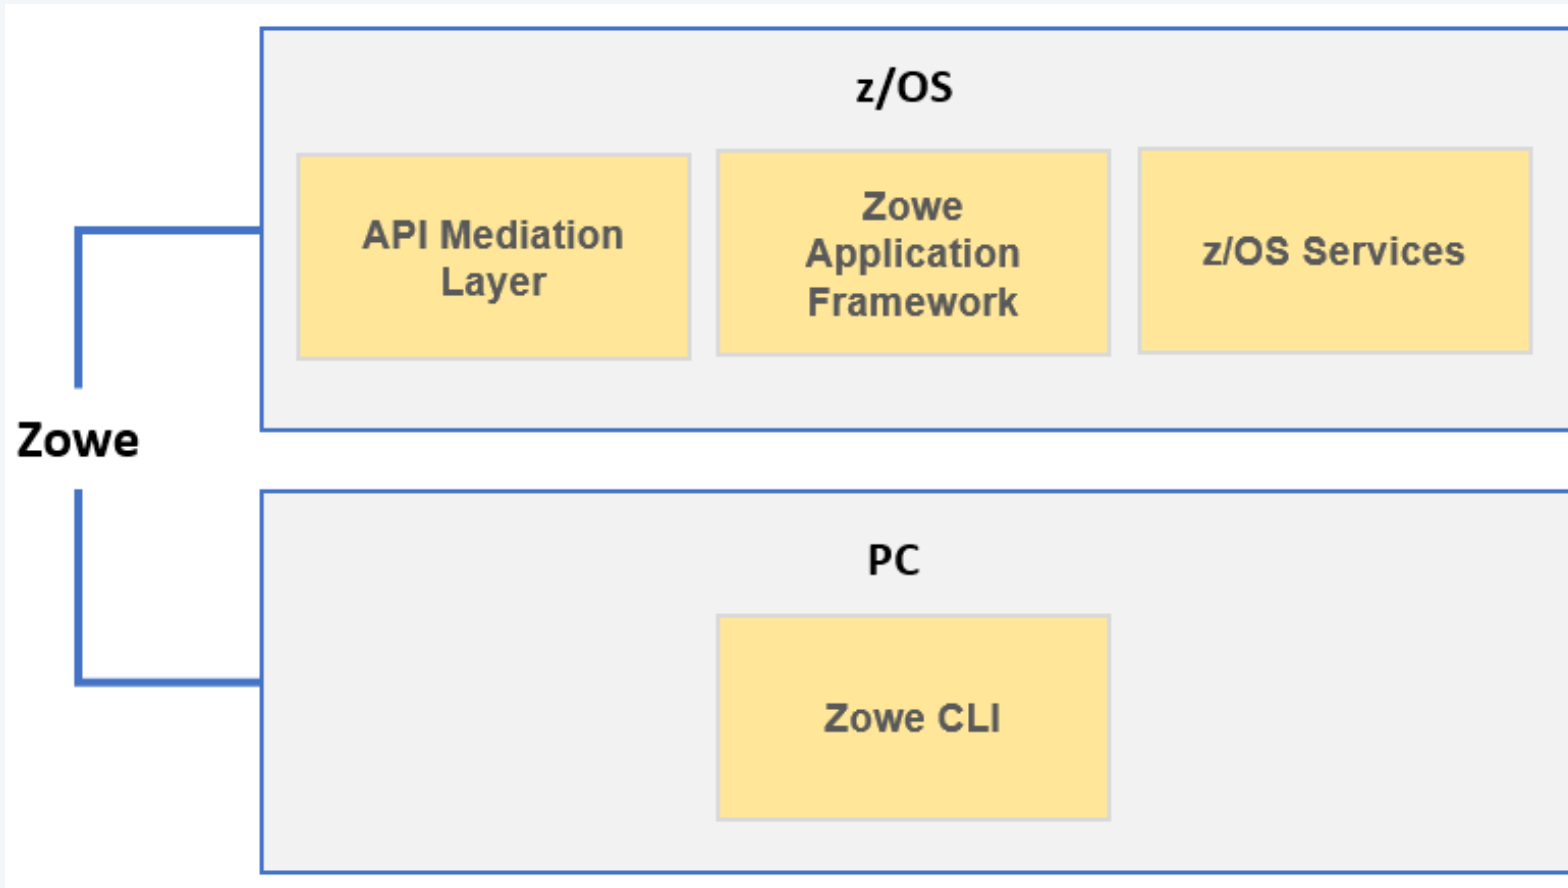 z/OS
API Mediation
Layer
Zowe
Application
Framework
z/OS Services
Zowe
PC
Zowe CLI